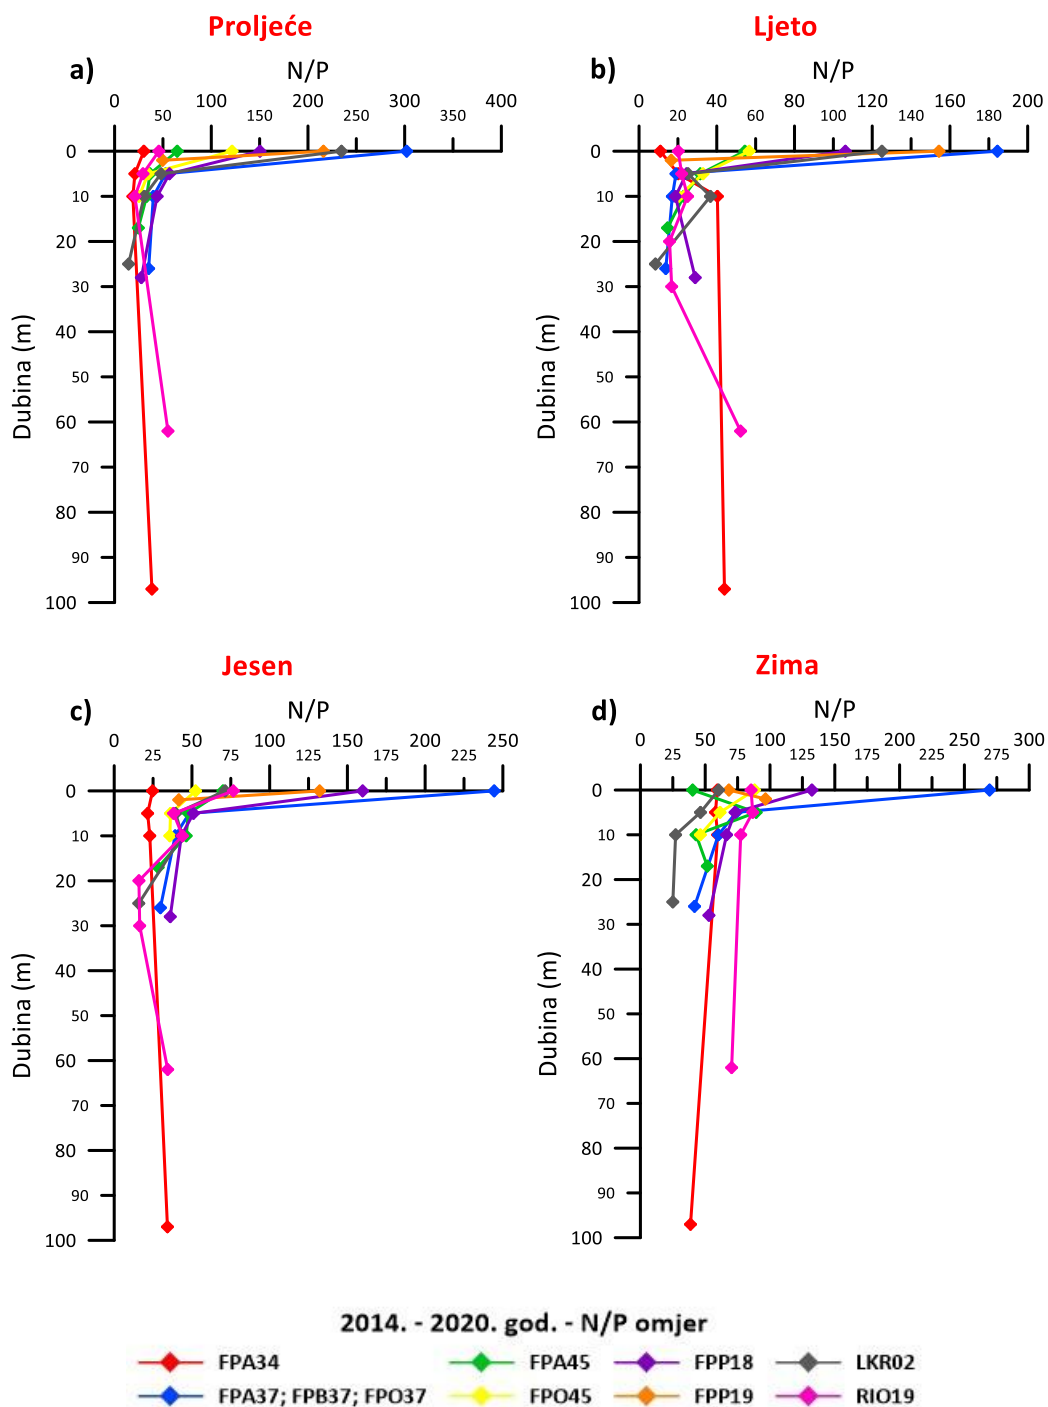 Proljeće
a)
N/P
0 100 200 300 400
50 150 250 350
0
5
10
20
30
40
50
60
70
80
90
100
Dubina (m)
Ljeto
b)
N/P
0 40 80 120 160 200
20 60 100 140 180
0
5
10
20
30
40
50
60
70
80
90
100
Dubina (m)
Jesen
c)
N/P
0 50 100 150 200 250
25 75 125 175 225
0
5
10
20
30
40
50
60
70
80
90
100
Dubina (m)
Zima
d)
N/P
0 50 100 150 200 250 300
25 75 125 175 225 275
0
5
10
20
30
40
50
60
70
80
90
100
Dubina (m)
2014. - 2020. god. - N/P omjer
FPA34 FPA45 FPP18 LKR02
FPA37; FPB37; FPO37 FPO45 FPP19 RIO19